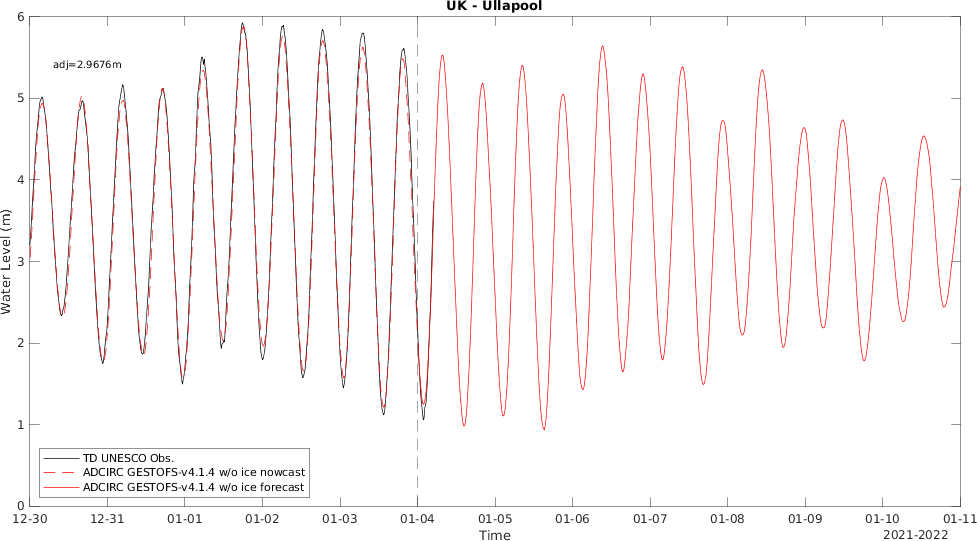 UK - Ullapool
6
adj=2.9676m
5
4
3
2
1
0
Water Level (m)
TD UNESCO Obs.
ADCIRC GESTOFS-v4.1.4 w/o ice nowcast
ADCIRC GESTOFS-v4.1.4 w/o ice forecast
12-30 12-31 01-01 01-02 01-03 01-04 01-05 01-06 01-07 01-08 01-09 01-10 01-11
Time
2021-2022